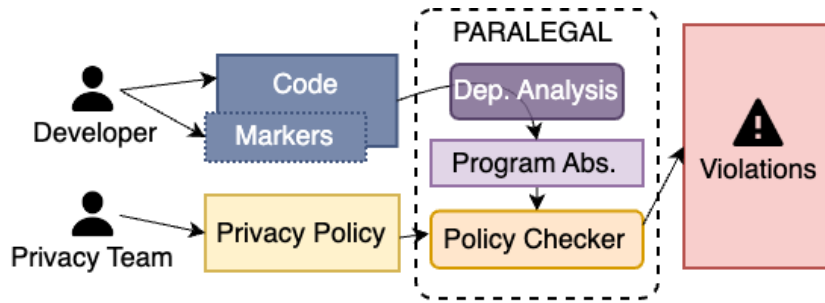 PARALEGAL
Code
Dep. Analysis
Developer
Markers
Program Abs.
Violations
Privacy Policy
Policy Checker
Privacy Team